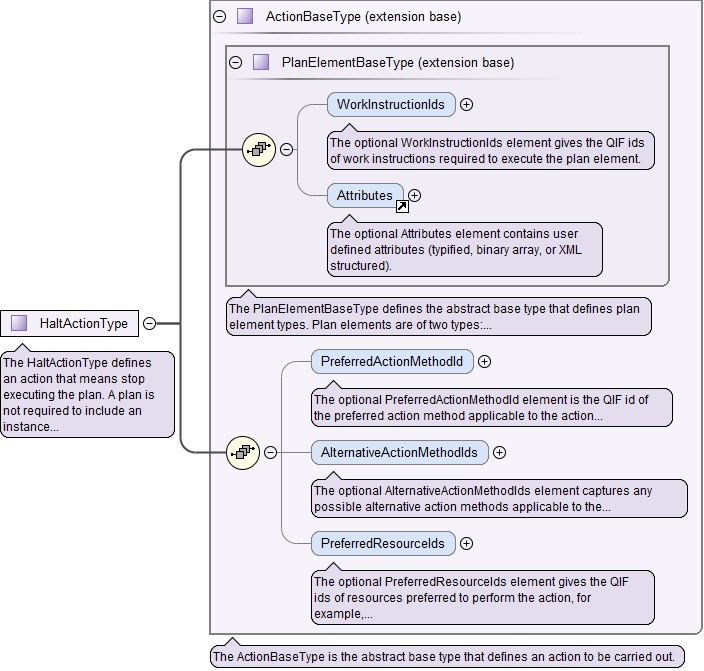 ActionBaseType (extension base)
PlanElementBaseType (extension base)
WorkInstructionIds
The optional WorkInstructionIds element gives the QIF ids
of work instructions required to execute the plan element.
Attributes
The optional Attributes element contains user
defined attributes (typified, binary array, or XML
structured).
The PlanElementBaseType defines the abstract base type that defines plan
element types. Plan elements are of two types:...
HaltActionType
The HaltActionType defines
an action that means stop
executing the plan. A plan is
not required to include an
instance...
PreferredActionMethodId
The optional PreferredActionMethodId element is the QIF id of
the preferred action method applicable to the action...
AlternativeActionMethodIds
The optional AlternativeActionMethodIds element captures any
possible alternative action methods applicable to the...
PreferredResourceIds
The optional PreferredResourceIds element gives the QIF
ids of resources preferred to perform the action, for
example,...
The ActionBaseType is the abstract base type that defines an action to be carried out.